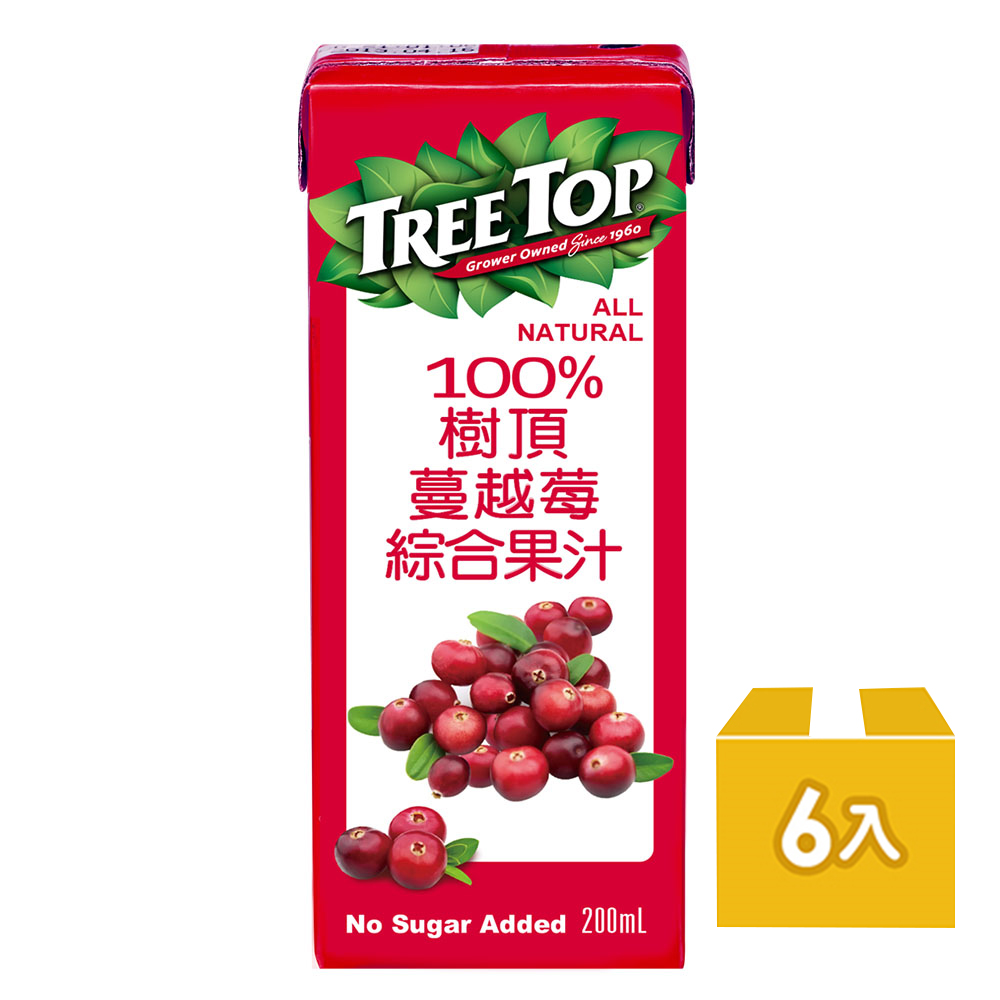 TREE TOP®
Grower Owned Since 1960
ALL
NATURAL
100%
樹頂
蔓越莓
綜合果汁
No Sugar Added 200mL
6入